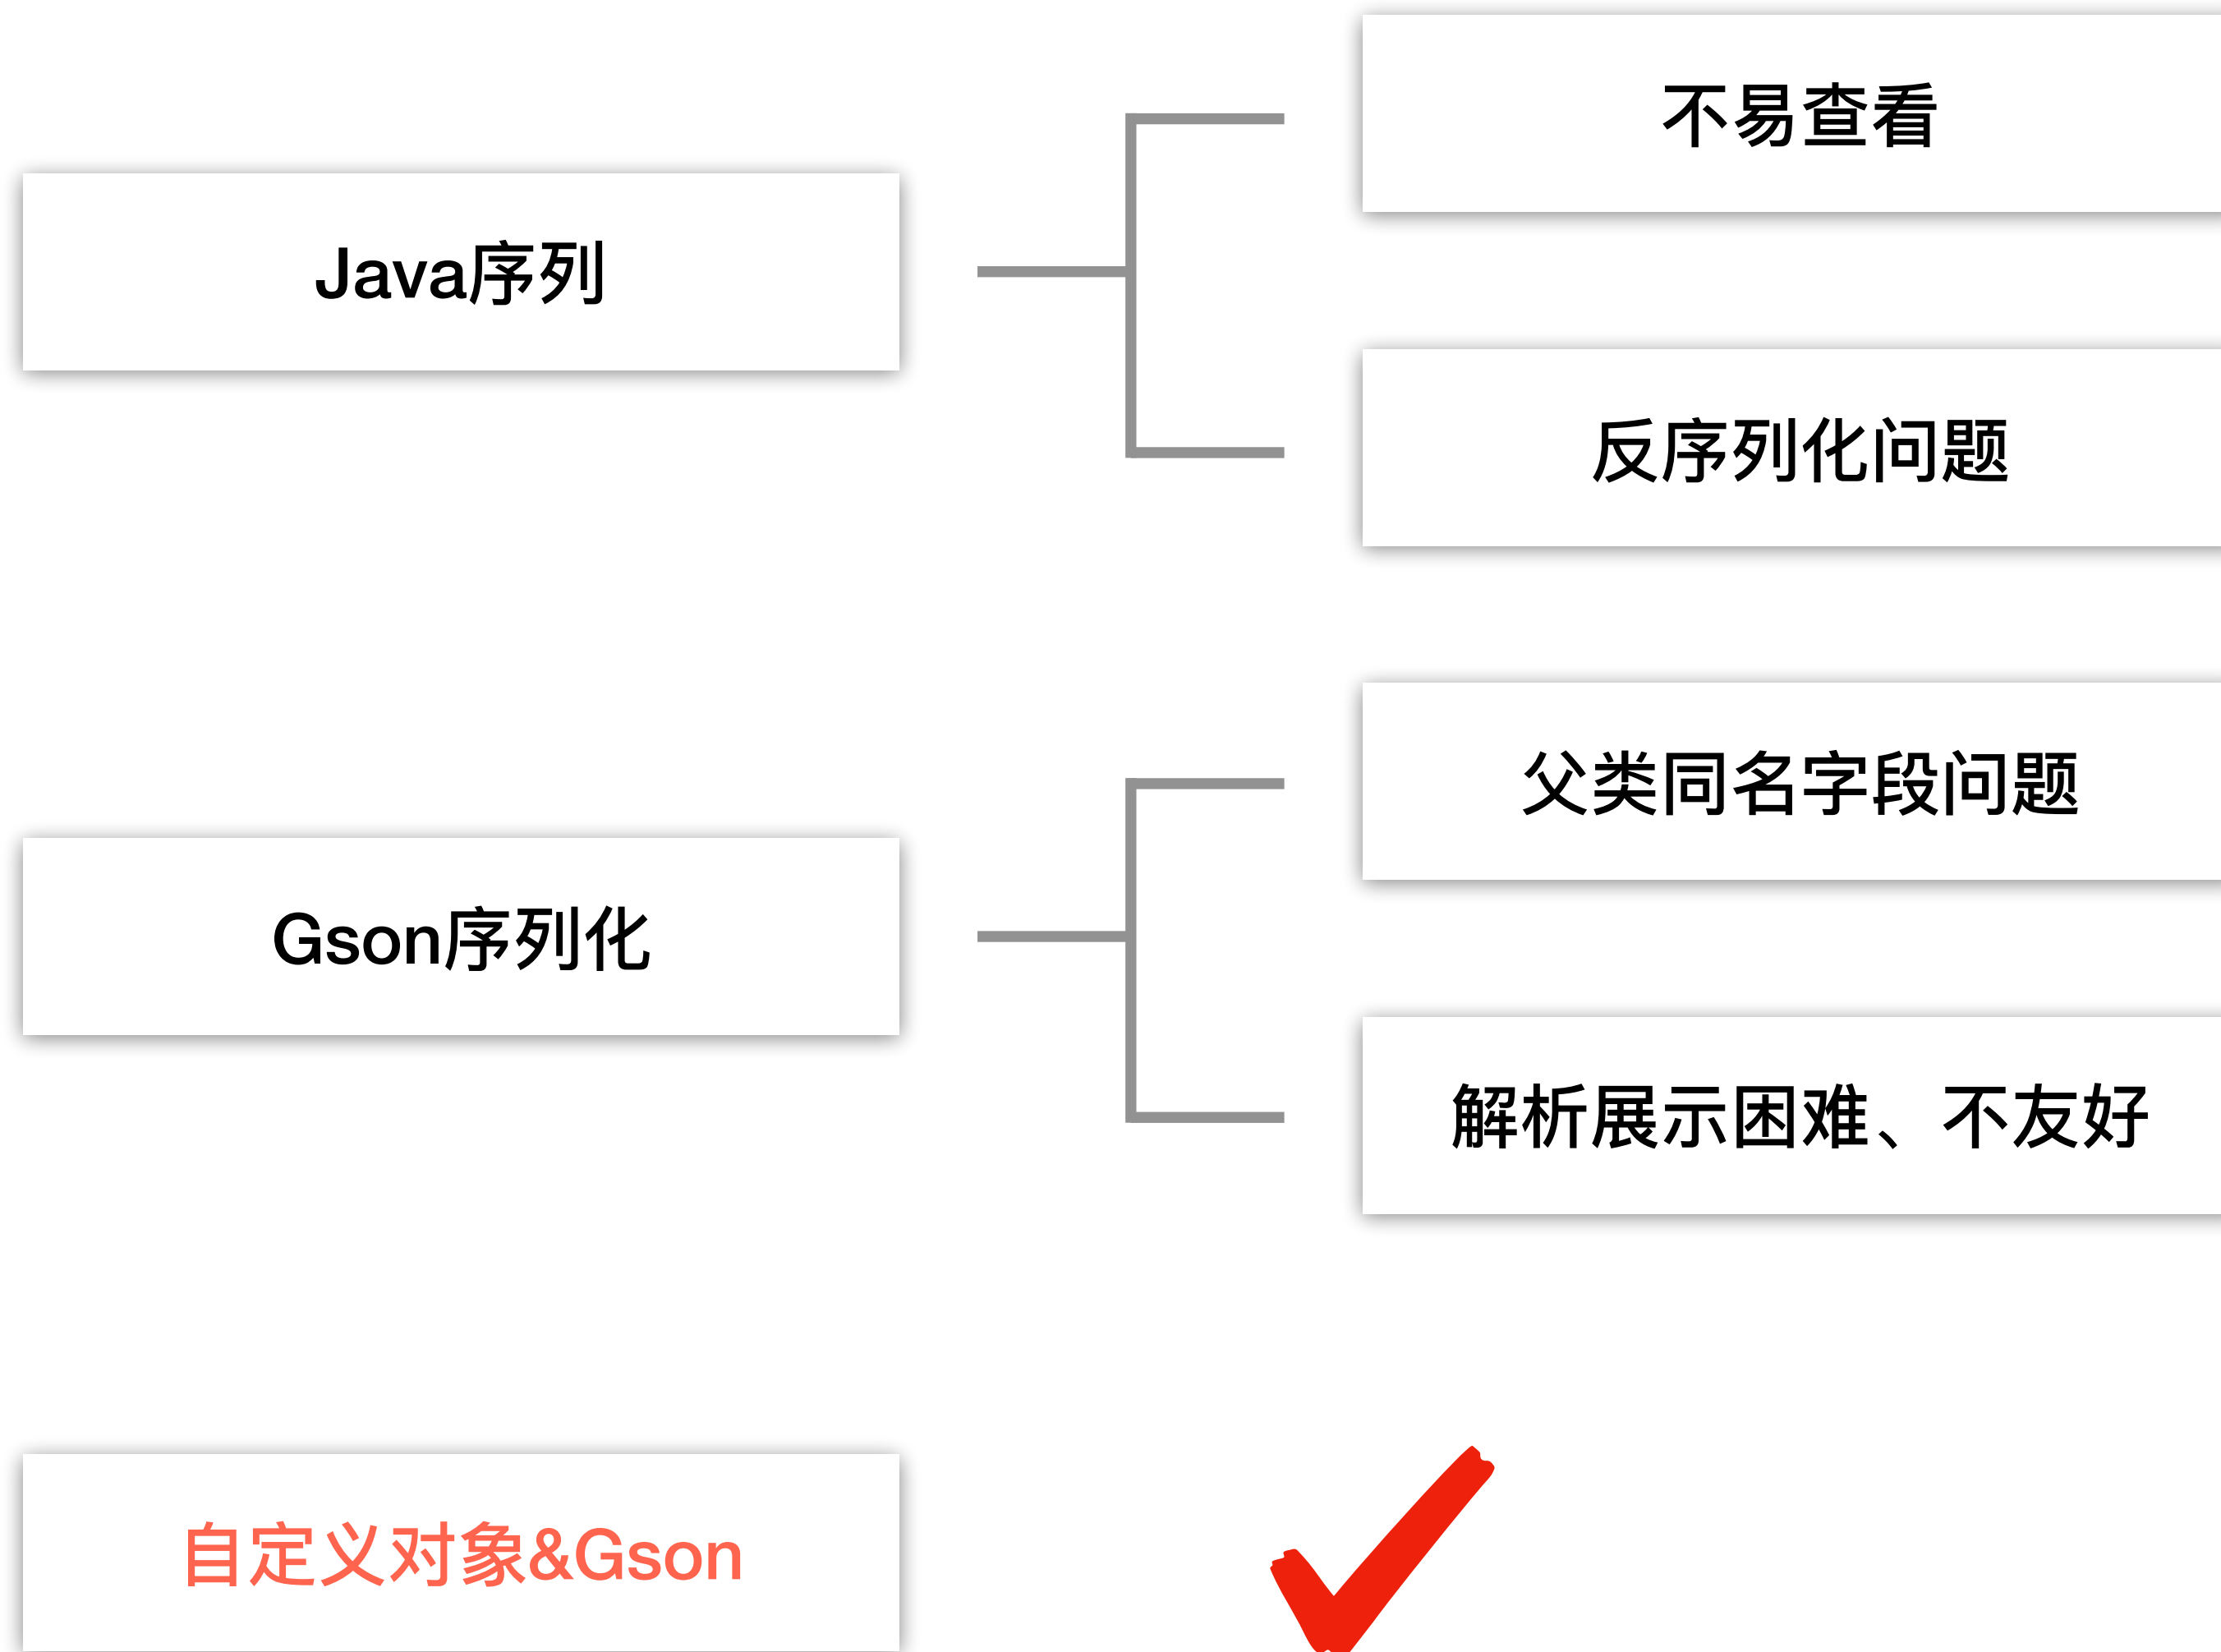 不易查看
Java序列
反序列化问题
父类同名字段问题
Gson序列化
解析展示困难、不友好
自定义对象&Gson